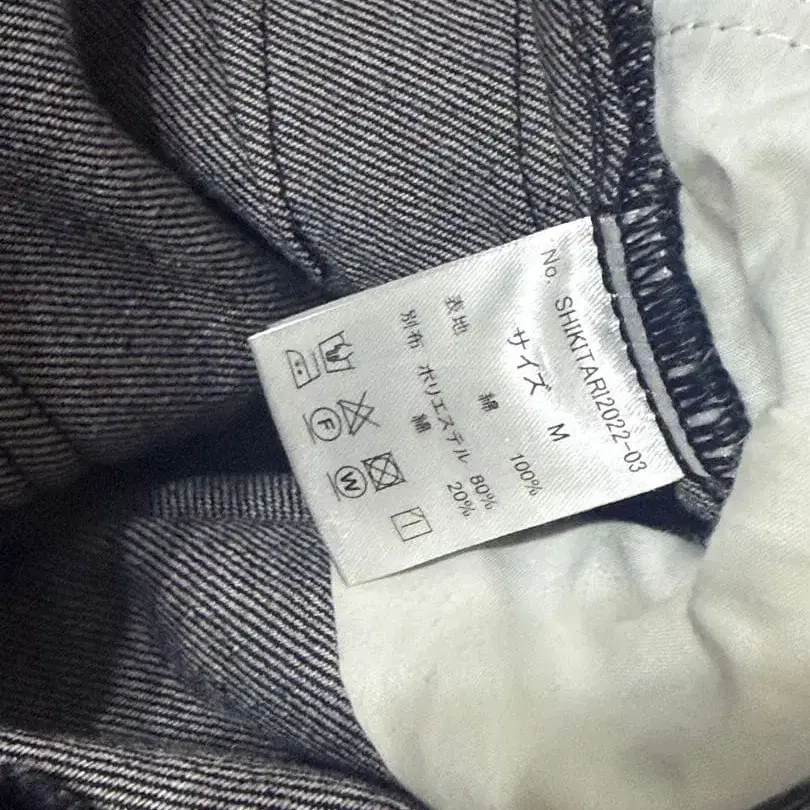 No. SHIKITARI2022-03
サイズ M
表地 綿 100%
別布 ポリエステル 80%
綿 20%
F
W